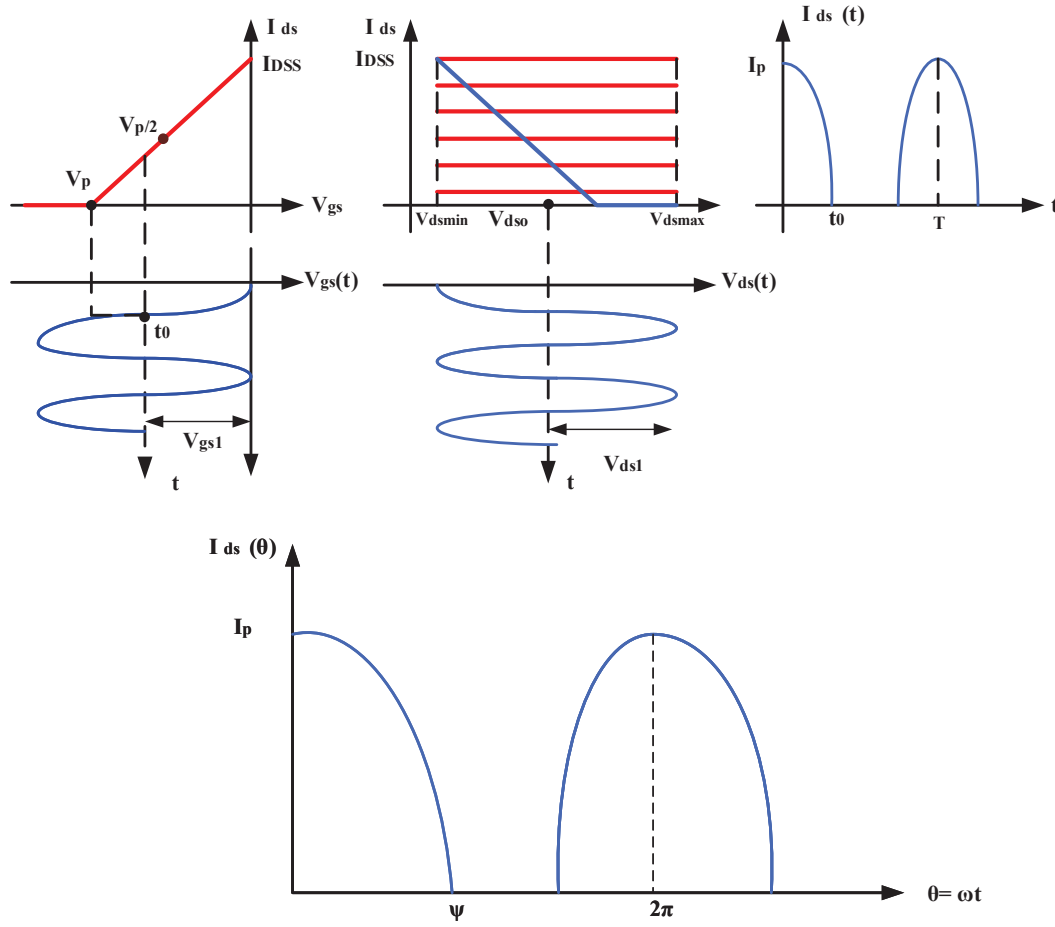 I ds
IDSS
Vp/2
Vp
Vgs
Vgs(t)
t0
Vgs1
t
I ds
IDSS
Vdsmin
Vdso
Vdsmax
Vds(t)
Vds1
t
I ds (t)
Ip
t0
T
t
I ds (θ)
Ip
ψ
2π
θ= ωt